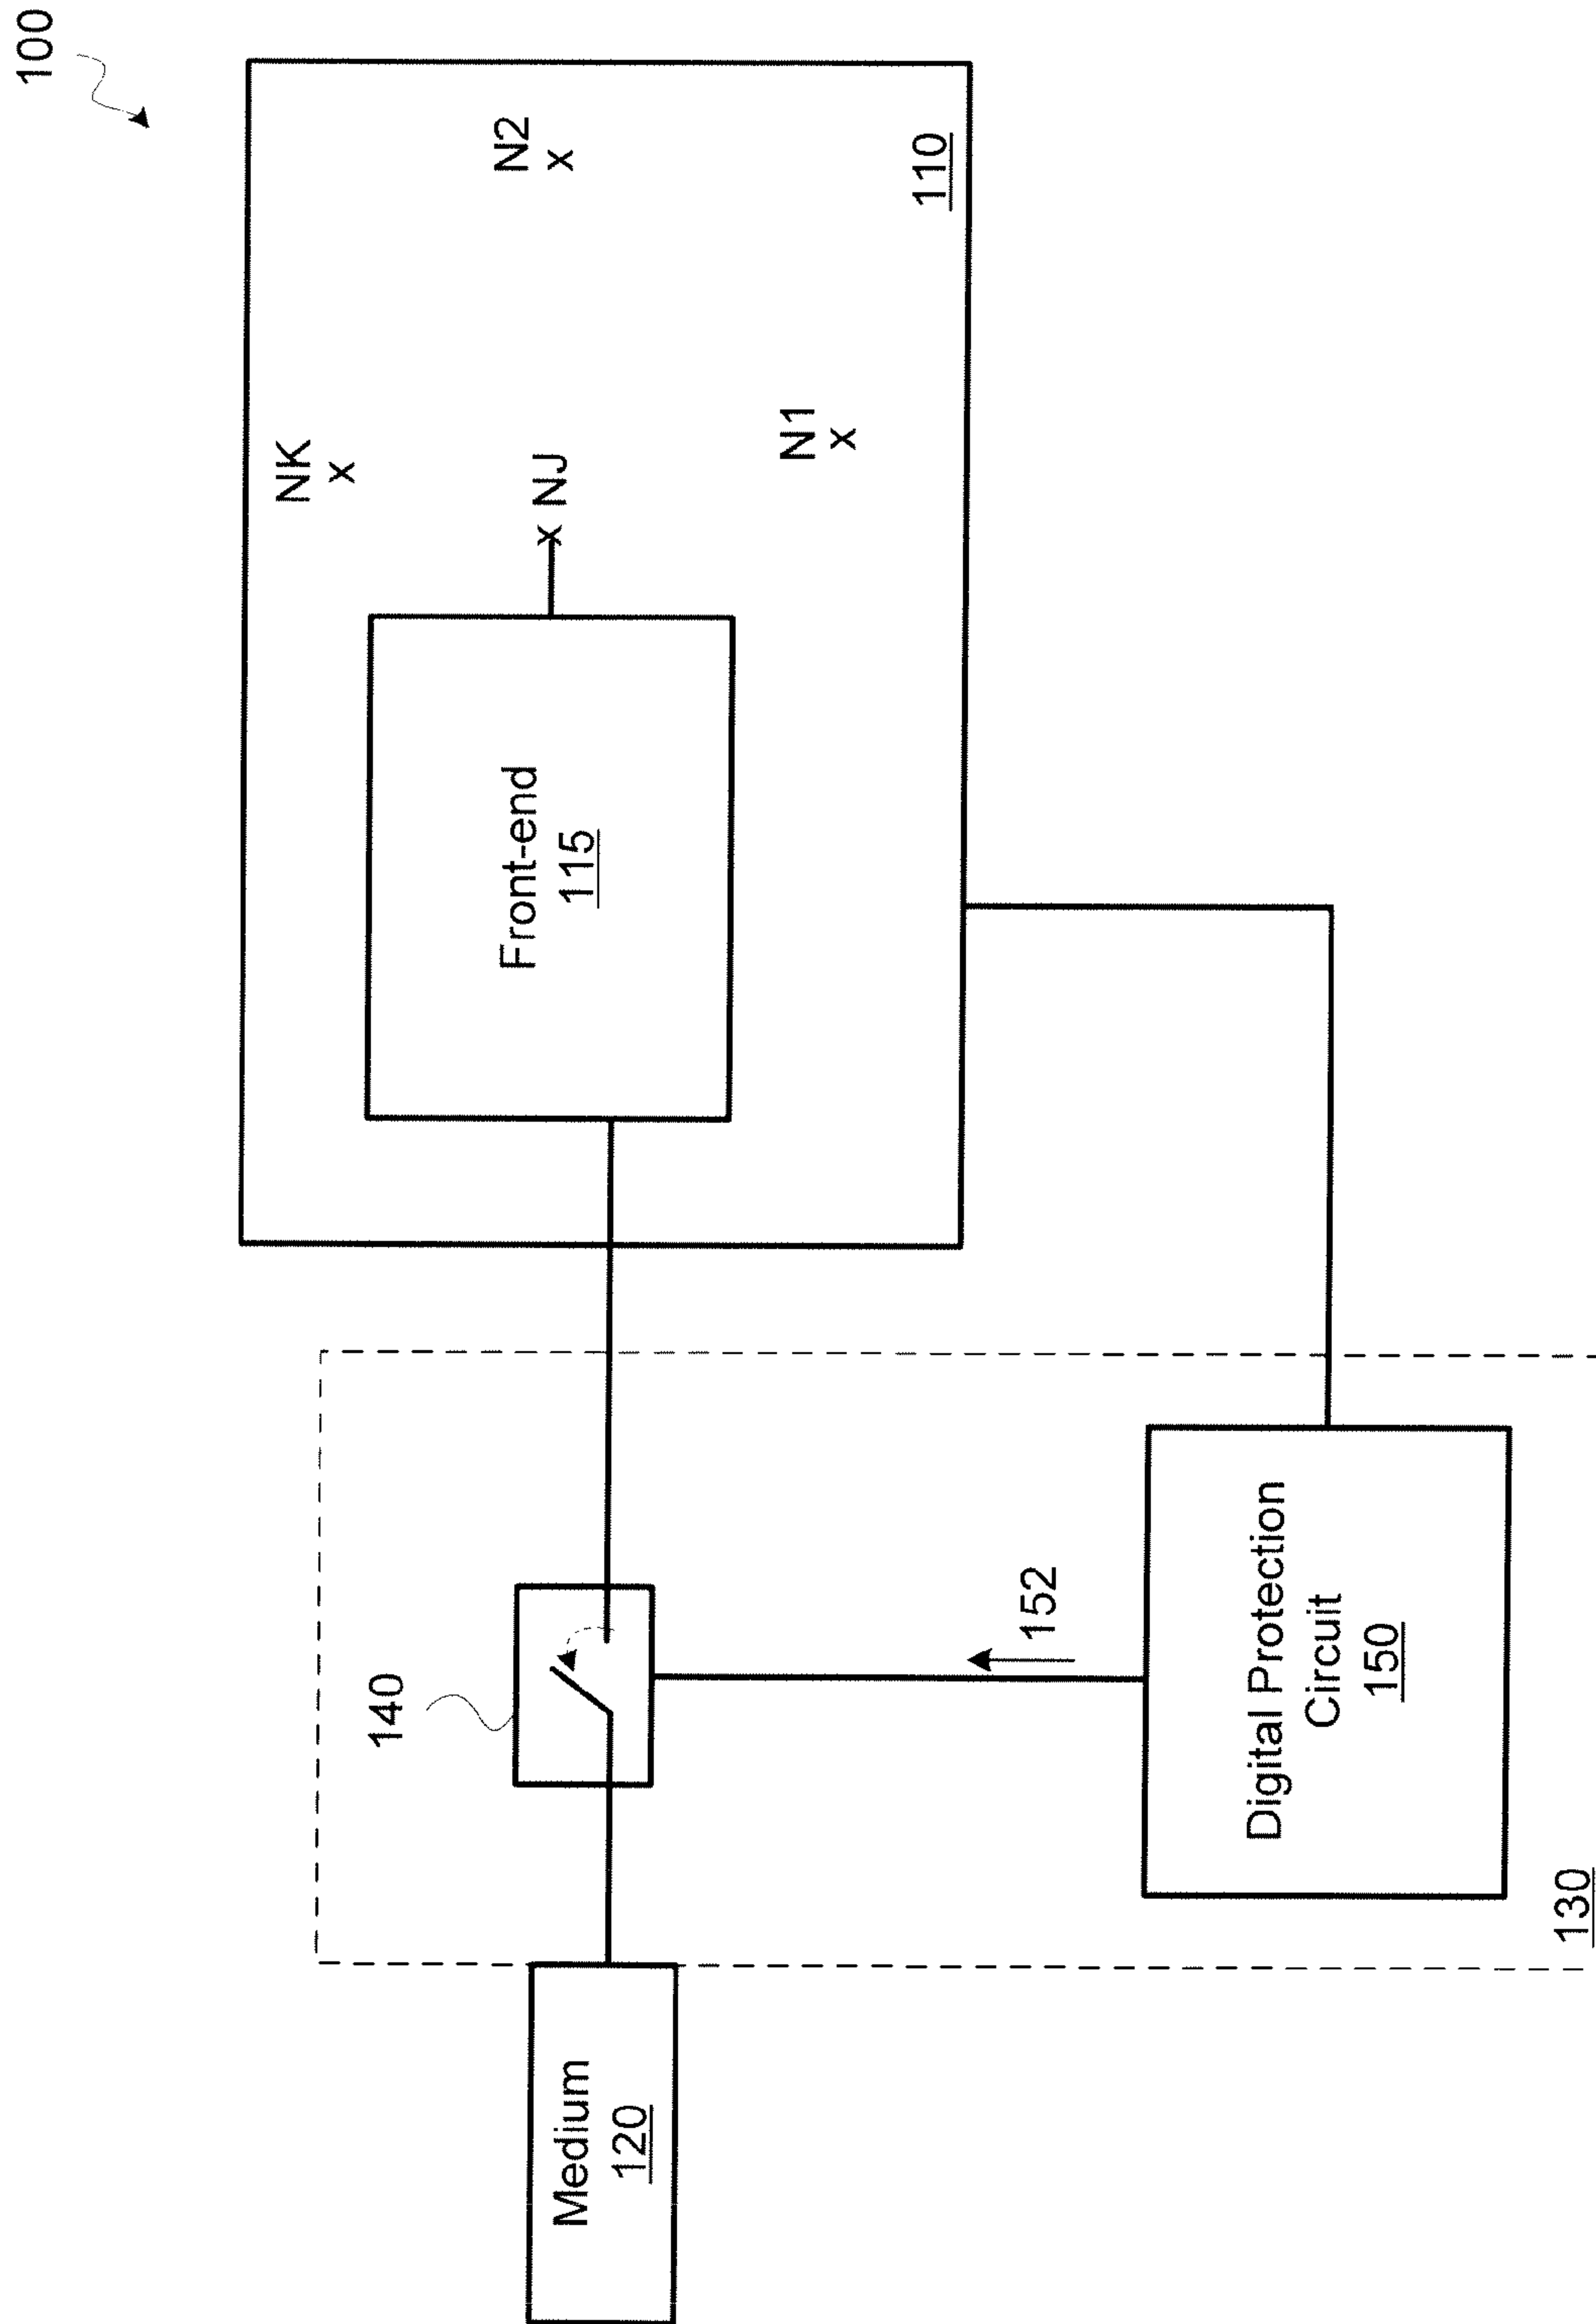 100
NK
x
N2
x
x NJ
N1
x
110
Front-end
115
140
152
Medium
120
Digital Protection
Circuit
150
130